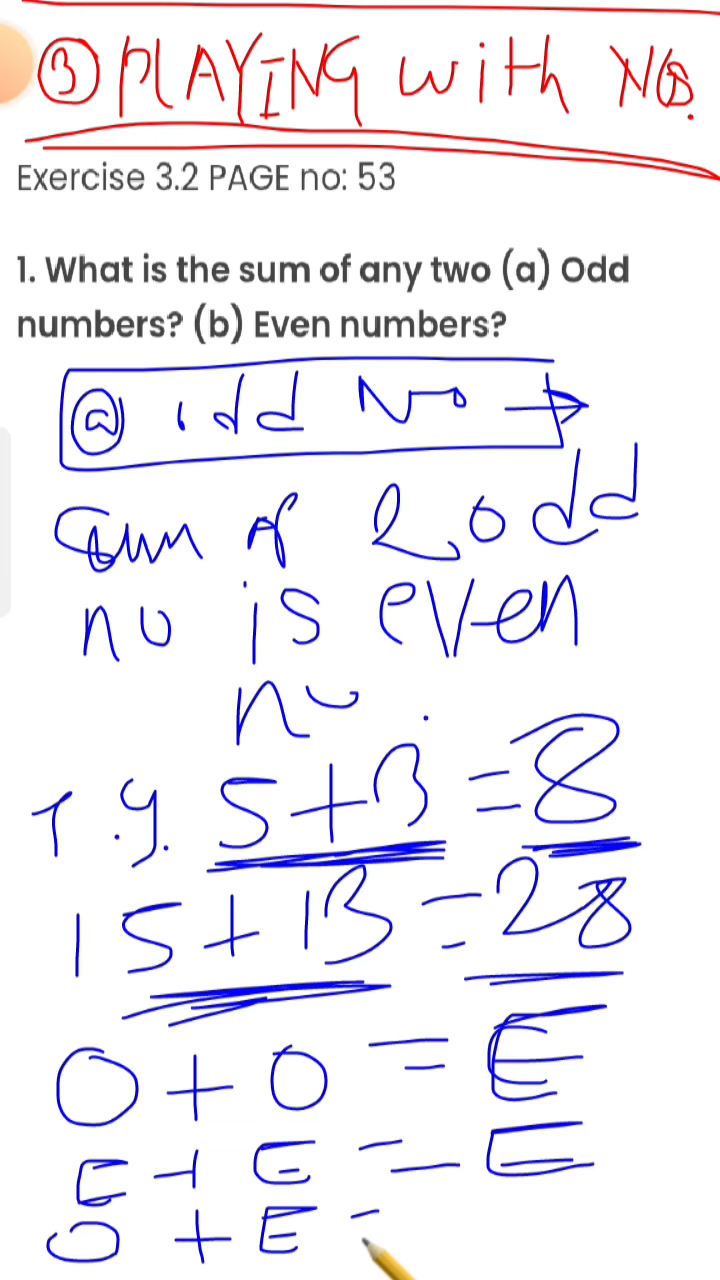 ③ PLAYING with NOS.
Exercise 3.2 PAGE no: 53
1. What is the sum of any two (a) Odd
numbers? (b) Even numbers?
ⓐ odd No →
Sum of 2 odd
no is even
no.
5+3 = 8
15+13 = 28
O + O = E
E + E = E
O + E =